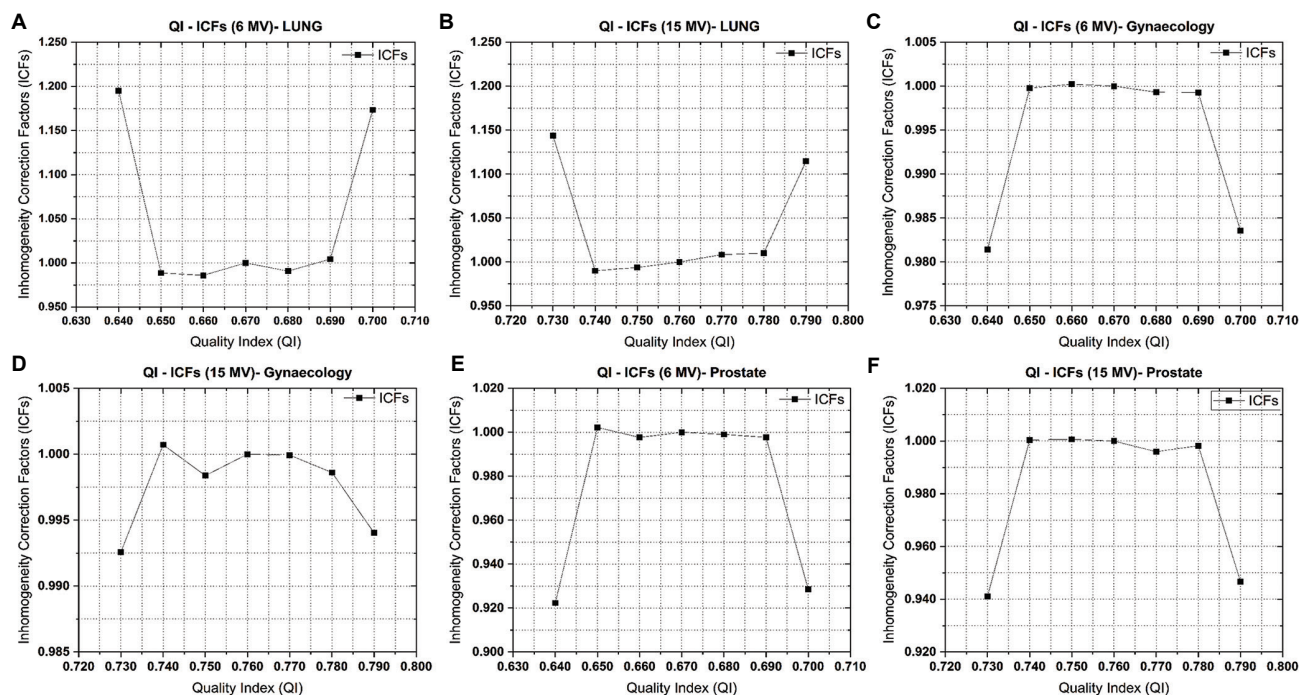 A
QI - ICFs (6 MV)- LUNG
ICFs
Inhomogeneity Correction Factors (ICFs)
1.250
1.200
1.150
1.100
1.050
1.000
0.950
0.630 0.640 0.650 0.660 0.670 0.680 0.690 0.700 0.710
Quality Index (QI)
B
QI - ICFs (15 MV)- LUNG
ICFs
Inhomogeneity Correction Factors (ICFs)
1.250
1.200
1.150
1.100
1.050
1.000
0.950
0.720 0.730 0.740 0.750 0.760 0.770 0.780 0.790 0.800
Quality Index (QI)
C
QI - ICFs (6 MV)- Gynaecology
ICFs
Inhomogeneity Correction Factors (ICFs)
1.005
1.000
0.995
0.990
0.985
0.980
0.975
0.630 0.640 0.650 0.660 0.670 0.680 0.690 0.700 0.710
Quality Index (QI)
D
QI - ICFs (15 MV)- Gynaecology
ICFs
Inhomogeneity Correction Factors (ICFs)
1.005
1.000
0.995
0.990
0.985
0.720 0.730 0.740 0.750 0.760 0.770 0.780 0.790 0.800
Quality Index (QI)
E
QI - ICFs (6 MV)- Prostate
ICFs
Inhomogeneity Correction Factors (ICFs)
1.020
1.000
0.980
0.960
0.940
0.920
0.900
0.630 0.640 0.650 0.660 0.670 0.680 0.690 0.700 0.710
Quality Index (QI)
F
QI - ICFs (15 MV)- Prostate
ICFs
Inhomogeneity Correction Factors (ICFs)
1.020
1.000
0.980
0.960
0.940
0.920
0.720 0.730 0.740 0.750 0.760 0.770 0.780 0.790 0.800
Quality Index (QI)